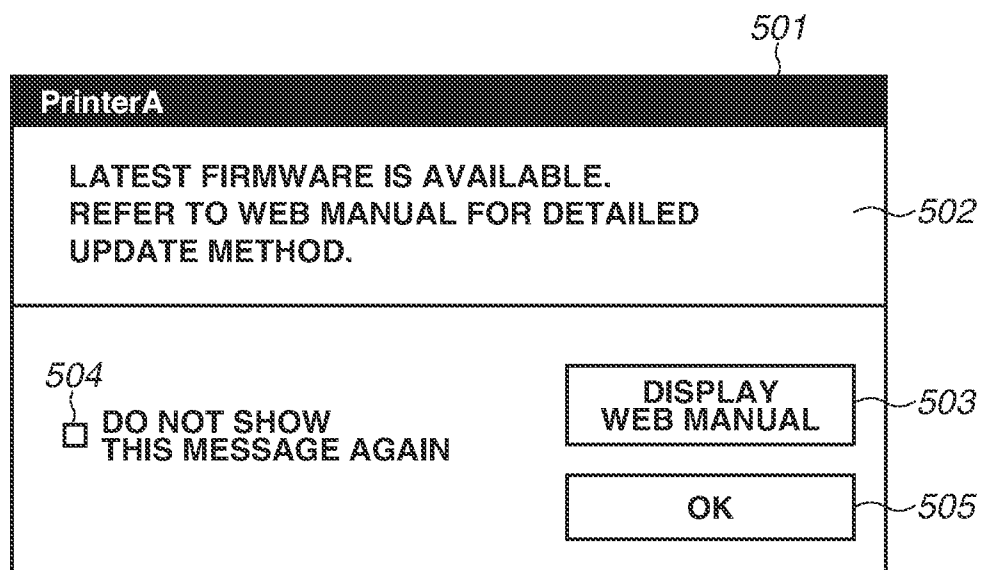 501
PrinterA
LATEST FIRMWARE IS AVAILABLE.
REFER TO WEB MANUAL FOR DETAILED
UPDATE METHOD.
502
504
DO NOT SHOW
THIS MESSAGE AGAIN
DISPLAY
WEB MANUAL
503
OK
505